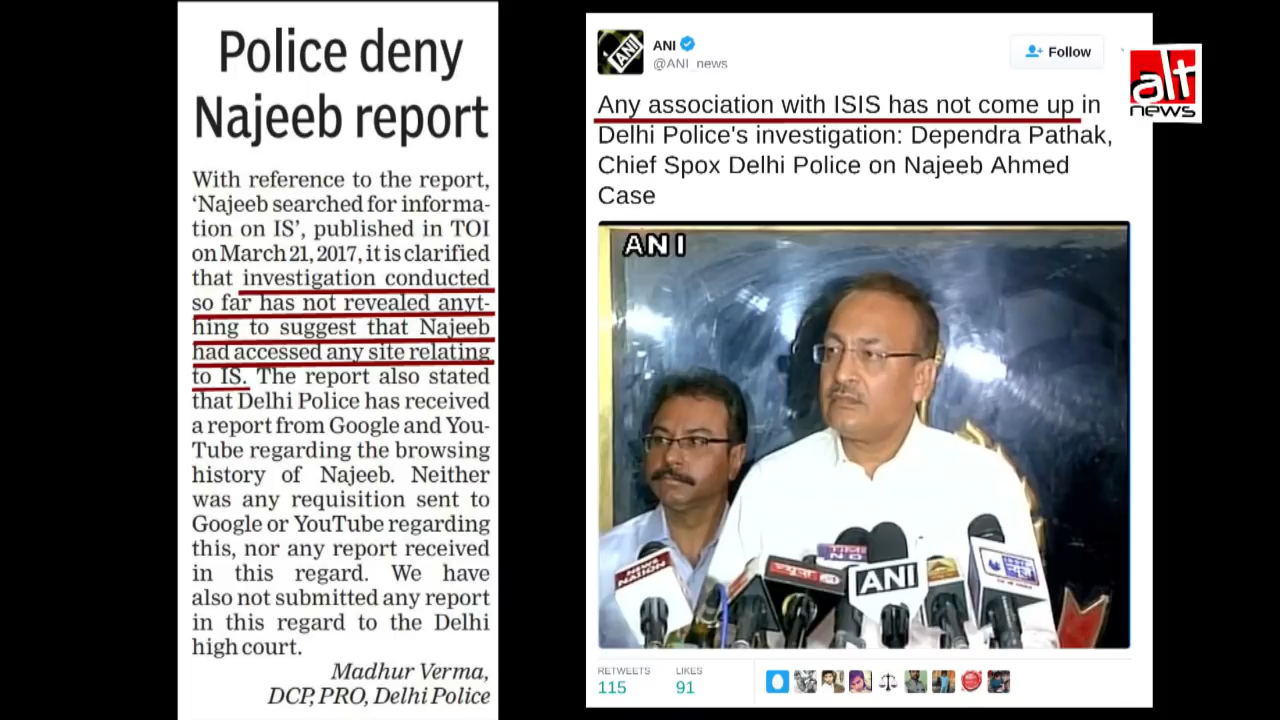 Police deny
Najeeb report
With reference to the report,
‘Najeeb searched for informa-
tion on IS’, published in TOI
on March 21, 2017, it is clarified
that investigation conducted
so far has not revealed anyt-
hing to suggest that Najeeb
had accessed any site relating
to IS. The report also stated
that Delhi Police has received
a report from Google and You-
Tube regarding the browsing
history of Najeeb. Neither
was any requisition sent to
Google or YouTube regarding
this, nor any report received
in this regard. We have
also not submitted any report
in this regard to the Delhi
high court.
Madhur Verma,
DCP, PRO, Delhi Police
ANI
ANI
@ANI_news
Follow
alt
news
Any association with ISIS has not come up in
Delhi Police's investigation: Dependra Pathak,
Chief Spox Delhi Police on Najeeb Ahmed
Case
ANI
NEWS
NATION
न्यूज़
ANI
RETWEETS
LIKES
115
91